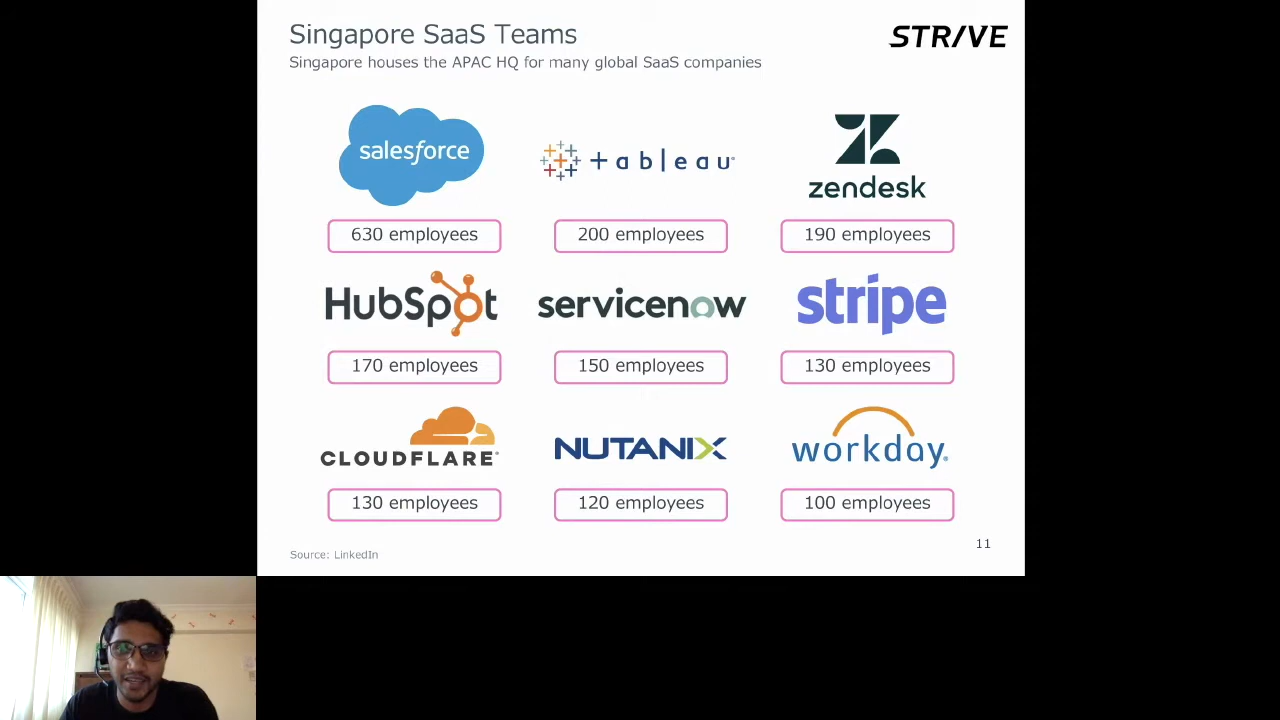 Singapore SaaS Teams
STRIVE
Singapore houses the APAC HQ for many global SaaS companies
salesforce
tableau
zendesk
630 employees
200 employees
190 employees
HubSpot
servicenow
stripe
170 employees
150 employees
130 employees
CLOUDFLARE
NUTANIX
workday.
130 employees
120 employees
100 employees
11
Source: LinkedIn